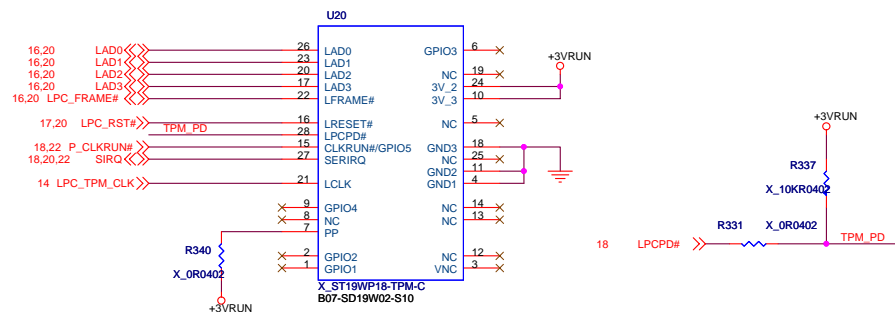 U20
16,20 LAD0 26 LAD0 GPIO3 6
16,20 LAD1 23 LAD1
16,20 LAD2 20 LAD2 NC 19
16,20 LAD3 17 LAD3 3V_2 24 +3VRUN
16,20 LPC_FRAME# 22 LFRAME# 3V_3 10
17,20 LPC_RST# 16 LRESET# NC 5
TPM_PD 28 LPCPD#
18,22 P_CLKRUN# 15 CLKRUN#/GPIO5 GND3 18
18,20,22 SIRQ 27 SERIRQ NC 25
GND2 11
14 LPC_TPM_CLK 21 LCLK GND1 4
9 GPIO4 NC 14
8 NC NC 13
7 PP
R340
X_0R0402
+3VRUN
2 GPIO2 NC 12
1 GPIO1 VNC 3
X_ST19WP18-TPM-C
B07-SD19W02-S10
+3VRUN
R337
X_10KR0402
R331 X_0R0402
18 LPCPD# TPM_PD